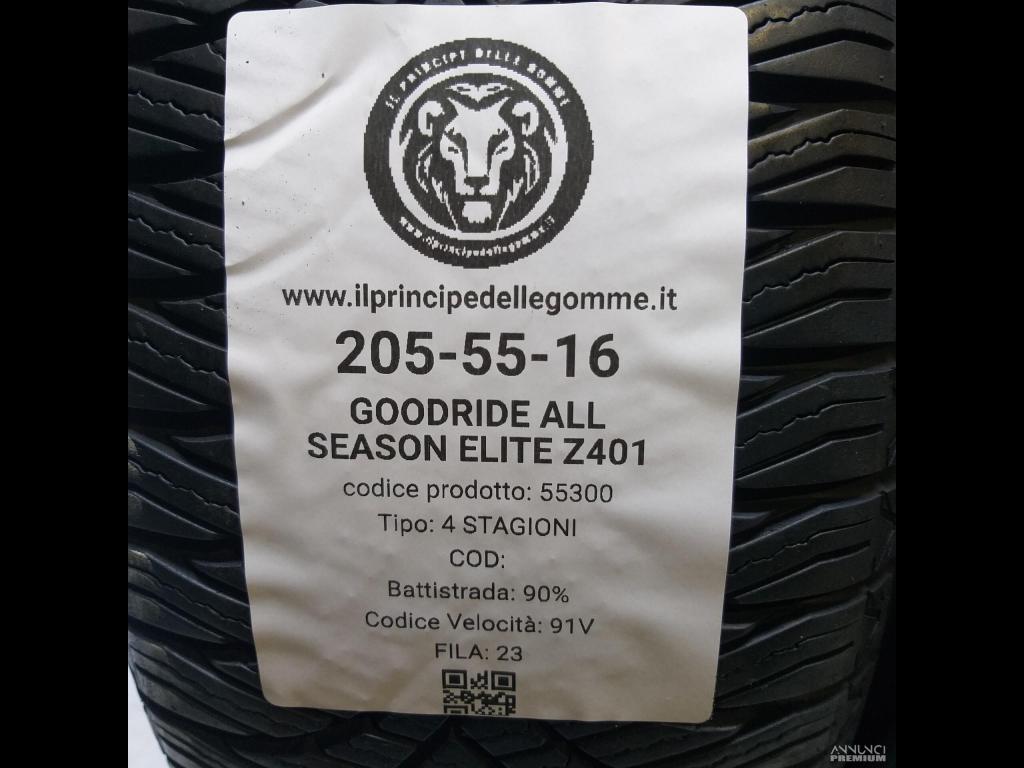 IL PRINCIPE DELLE GOMME
www.ilprincipedellegomme.it
205-55-16
GOODRIDE ALL
SEASON ELITE Z401
codice prodotto: 55300
Tipo: 4 STAGIONI
COD:
Battistrada: 90%
Codice Velocità: 91V
FILA: 23
ANNUNCI
PREMIUM